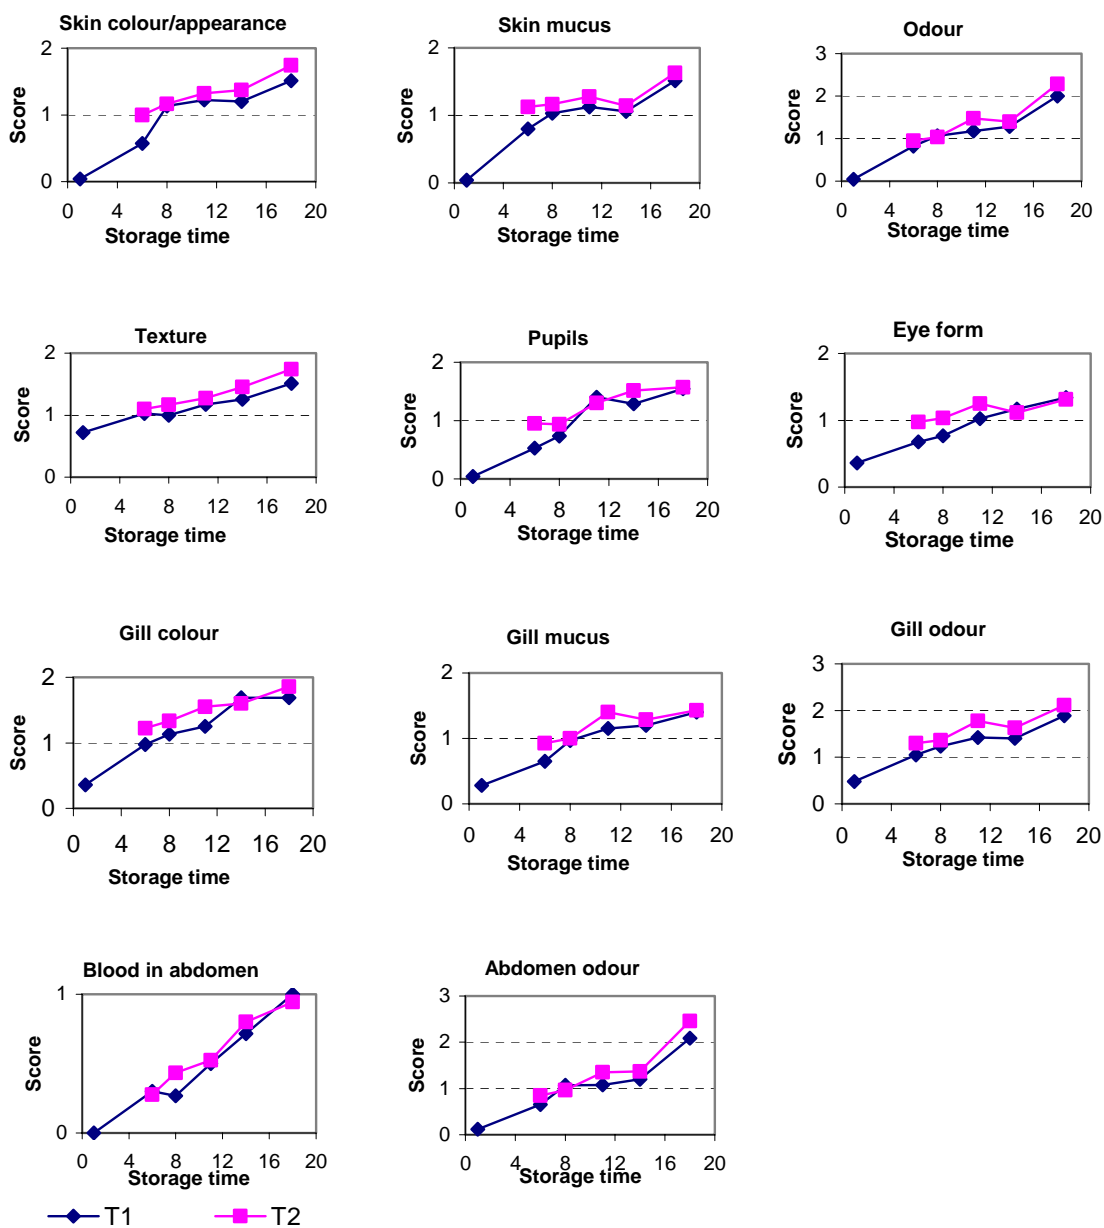 Skin colour/appearance
2
1
0
Score
0 4 8 12 16 20
Storage time
Skin mucus
2
1
0
Score
0 4 8 12 16 20
Storage time
Odour
3
2
1
0
Score
0 4 8 12 16 20
Storage time
Texture
2
1
0
Score
0 4 8 12 16 20
Storage time
Pupils
2
1
0
Score
0 4 8 12 16 20
Storage time
Eye form
2
1
0
Score
0 4 8 12 16 20
Storage time
Gill colour
2
1
0
Score
0 4 8 12 16 20
Storage time
Gill mucus
2
1
0
Score
0 4 8 12 16 20
Storage time
Gill odour
3
2
1
0
Score
0 4 8 12 16 20
Storage time
Blood in abdomen
1
0
Score
0 4 8 12 16 20
Storage time
Abdomen odour
3
2
1
0
Score
0 4 8 12 16 20
Storage time
T1 T2